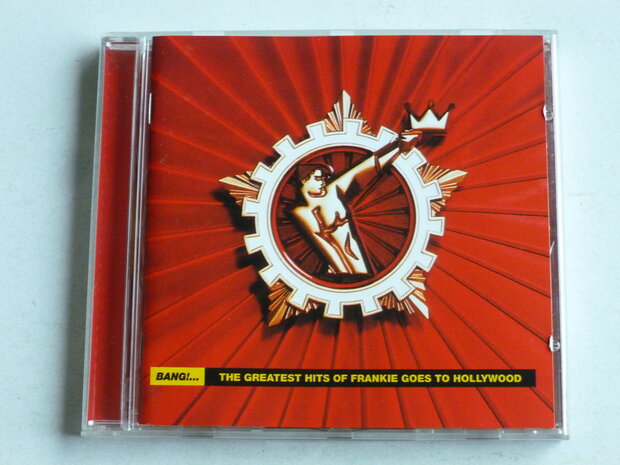 BANG!... THE GREATEST HITS OF FRANKIE GOES TO HOLLYWOOD